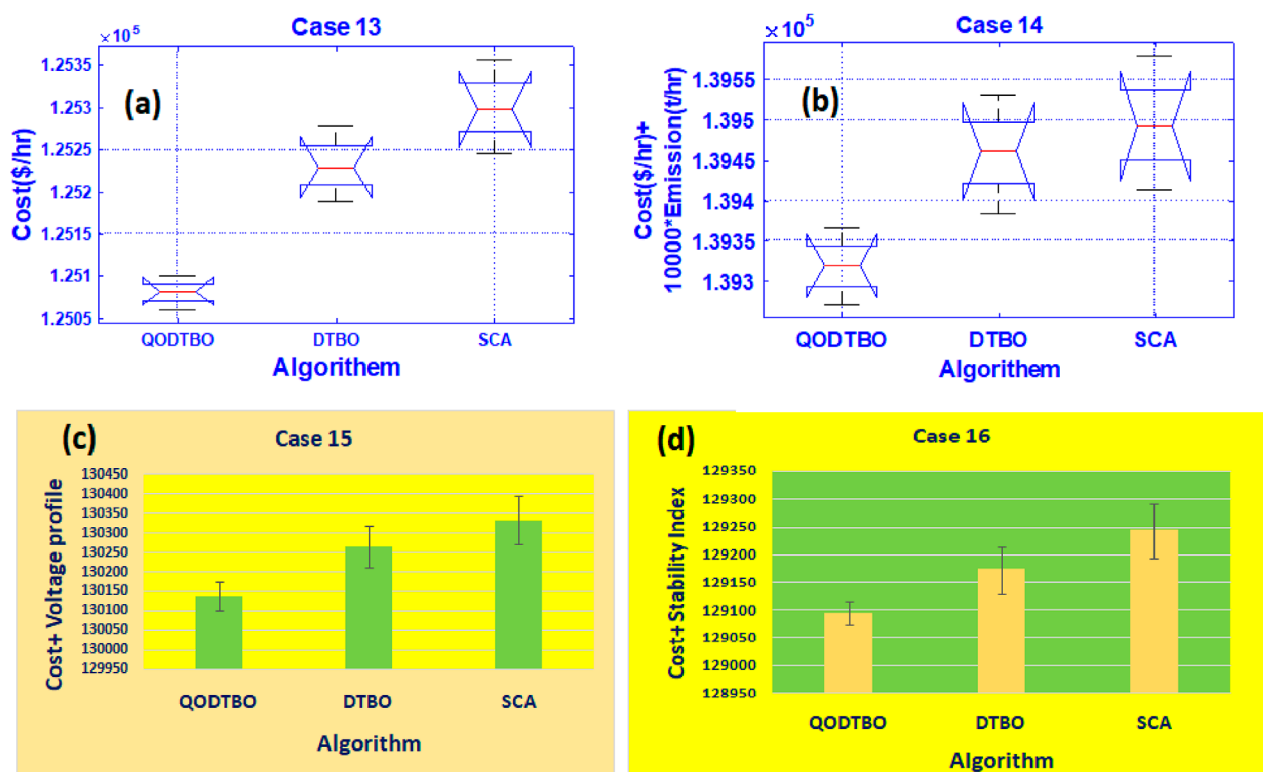 Case 13
× 10⁵
(a)
Cost($/hr)
1.2535
1.253
1.2525
1.252
1.2515
1.251
1.2505
QODTBO DTBO SCA
Algorithem
Case 14
× 10⁵
(b)
Cost($/hr)+
10000*Emission(t/hr)
1.3955
1.395
1.3945
1.394
1.3935
1.393
QODTBO DTBO SCA
Algorithem
(c)
Case 15
Cost+ Voltage profile
130450
130400
130350
130300
130250
130200
130150
130100
130050
130000
129950
QODTBO DTBO SCA
Algorithm
(d)
Case 16
Cost+ Stability Index
129350
129300
129250
129200
129150
129100
129050
129000
128950
QODTBO DTBO SCA
Algorithm